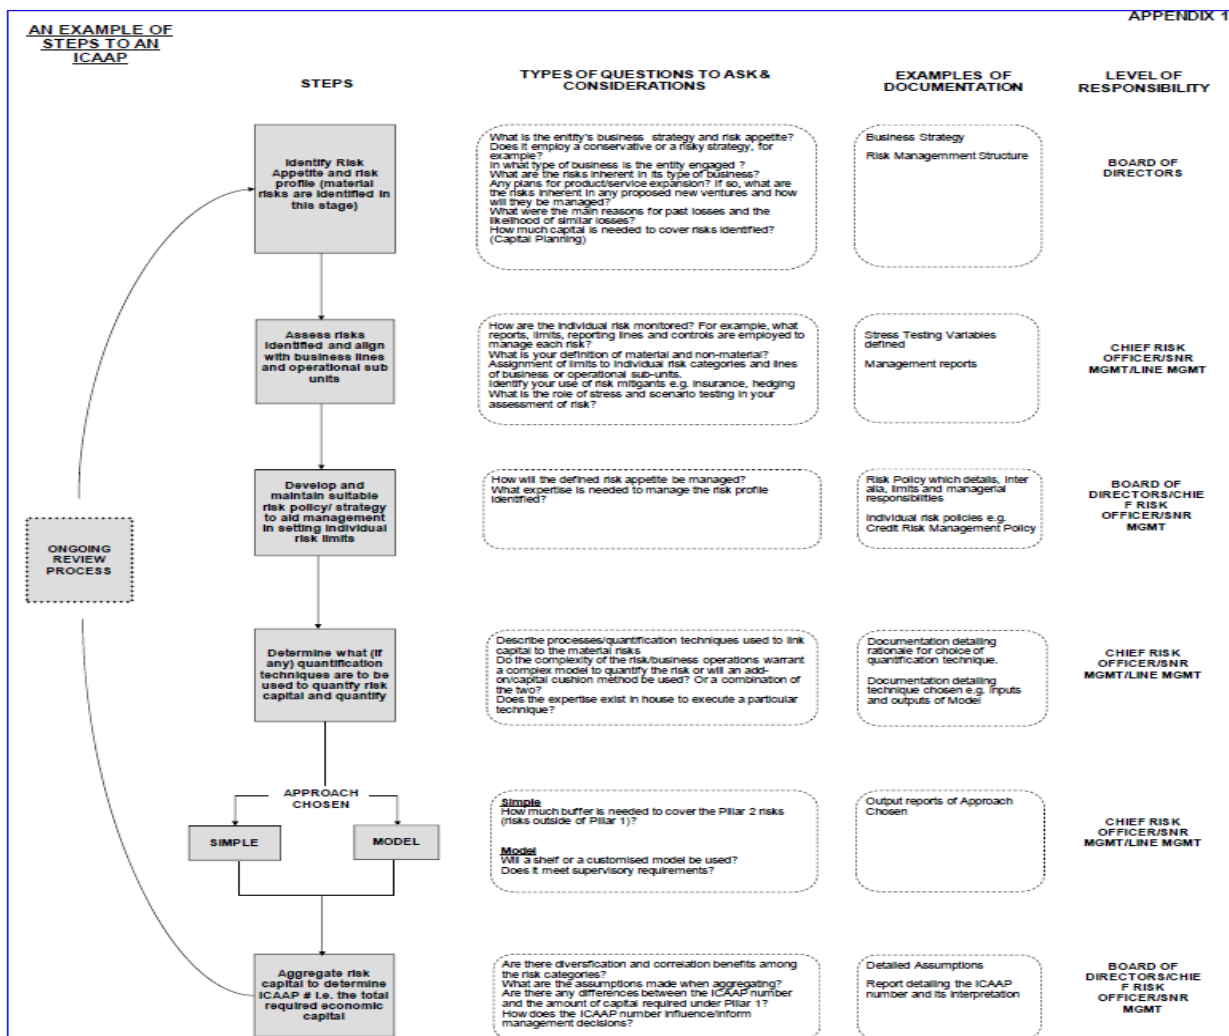 APPENDIX 1
AN EXAMPLE OF
STEPS TO AN
ICAAP
STEPS
TYPES OF QUESTIONS TO ASK &
CONSIDERATIONS
EXAMPLES OF
DOCUMENTATION
LEVEL OF
RESPONSIBILITY
Identify Risk
Appetite and risk
profile (material
risks are identified in
this stage)
What is the enitity's business strategy and risk appetite?
Does it employ a conservative or a risky strategy, for
example?
In what type of business is the entity engaged ?
What are the risks inherent in its type of business?
Any plans for product/service expansion? If so, what are
the risks inherent in any proposed new ventures and how
will they be managed?
What were the main reasons for past losses and the
likelihood of similar losses?
How much capital is needed to cover risks identified?
(Capital Planning)
Business Strategy
Risk Managemment Structure
BOARD OF
DIRECTORS
Assess risks
identified and align
with business lines
and operational sub
units
How are the individual risk monitored? For example, what
reports, limits, reporting lines and controls are employed to
manage each risk?
What is your definition of material and non-material?
Assignment of limits to individual risk categories and lines
of business or operational sub-units.
Identify your use of risk mitigants e.g. insurance, hedging
What is the role of stress and scenario testing in your
assessment of risk?
Stress Testing Variables
defined
Management reports
CHIEF RISK
OFFICER/SNR
MGMT/LINE MGMT
Develop and
maintain suitable
risk policy/ strategy
to aid management
in setting individual
risk limits
How will the defined risk appetite be managed?
What expertise is needed to manage the risk profile
identified?
Risk Policy which details, inter
alia, limits and managerial
responsibilities
Individual risk policies e.g.
Credit Risk Management Policy
BOARD OF
DIRECTORS/CHIE
F RISK
OFFICER/SNR
MGMT
ONGOING
REVIEW
PROCESS
Determine what (if
any) quantification
techniques are to be
used to quantify risk
capital and quantify
Describe processes/quantification techniques used to link
capital to the material risks
Do the complexity of the risk/business operations warrant
a complex model to quantify the risk or will an add-
on/capital cushion method be used? Or a combination of
the two?
Does the expertise exist in house to execute a particular
technique?
Documentation detailing
rationale for choice of
quantification technique.
Documentation detailing
technique chosen e.g. inputs
and outputs of Model
CHIEF RISK
OFFICER/SNR
MGMT/LINE MGMT
APPROACH
CHOSEN
SIMPLE
MODEL
Simple
How much buffer is needed to cover the Pillar 2 risks
(risks outside of Pillar 1)?
Model
Will a shelf or a customised model be used?
Does it meet supervisory requirements?
Output reports of Approach
Chosen
CHIEF RISK
OFFICER/SNR
MGMT/LINE MGMT
Aggregate risk
capital to determine
ICAAP # i.e. the total
required economic
capital
Are there diversfication and correlation benefits among
the risk categories?
What are the assumptions made when aggregating?
Are there any differences between the ICAAP number
and the amount of capital required under Pillar 1?
How does the ICAAP number influence/inform
management decisions?
Detailed Assumptions
Report detailing the ICAAP
number and its interpretation
BOARD OF
DIRECTORS/CHIE
F RISK
OFFICER/SNR
MGMT